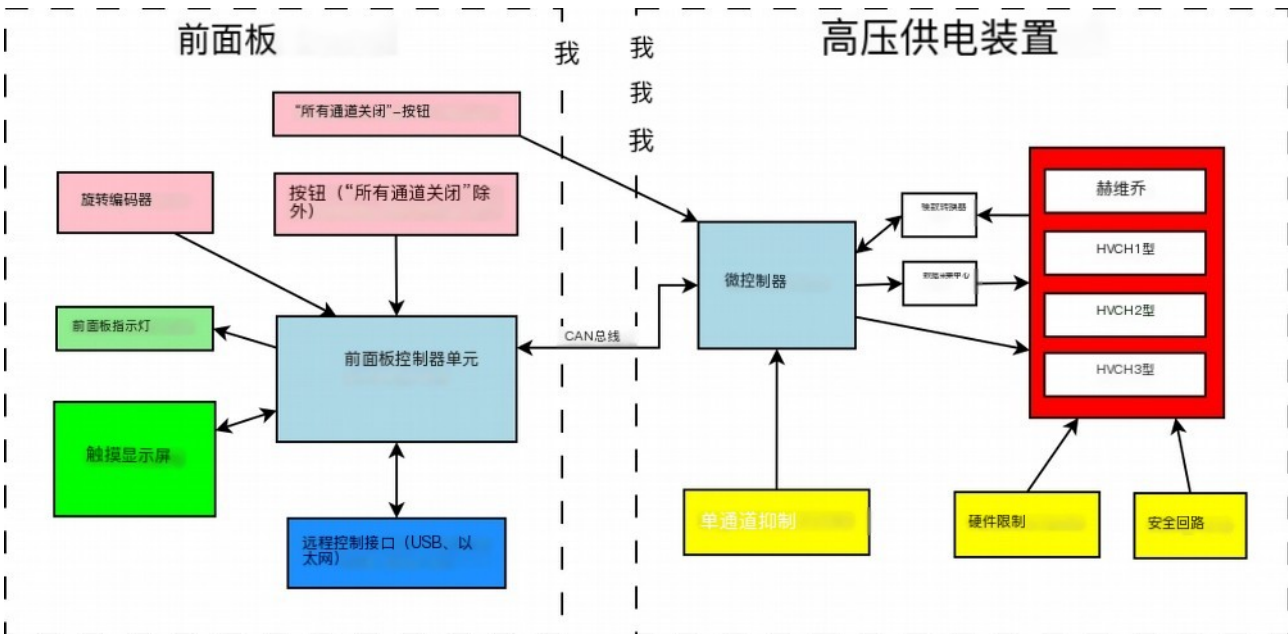 前面板
高压供电装置
我
我
我
我
“所有通道关闭”-按钮
旋转编码器
按钮（“所有通道关闭”除
外）
前面板指示灯
前面板控制器单元
触摸显示屏
远程控制接口（USB、以
太网）
CAN总线
微控制器
赫维乔
HVCH1型
HVCH2型
HVCH3型
单通道抑制
硬件限制
安全回路